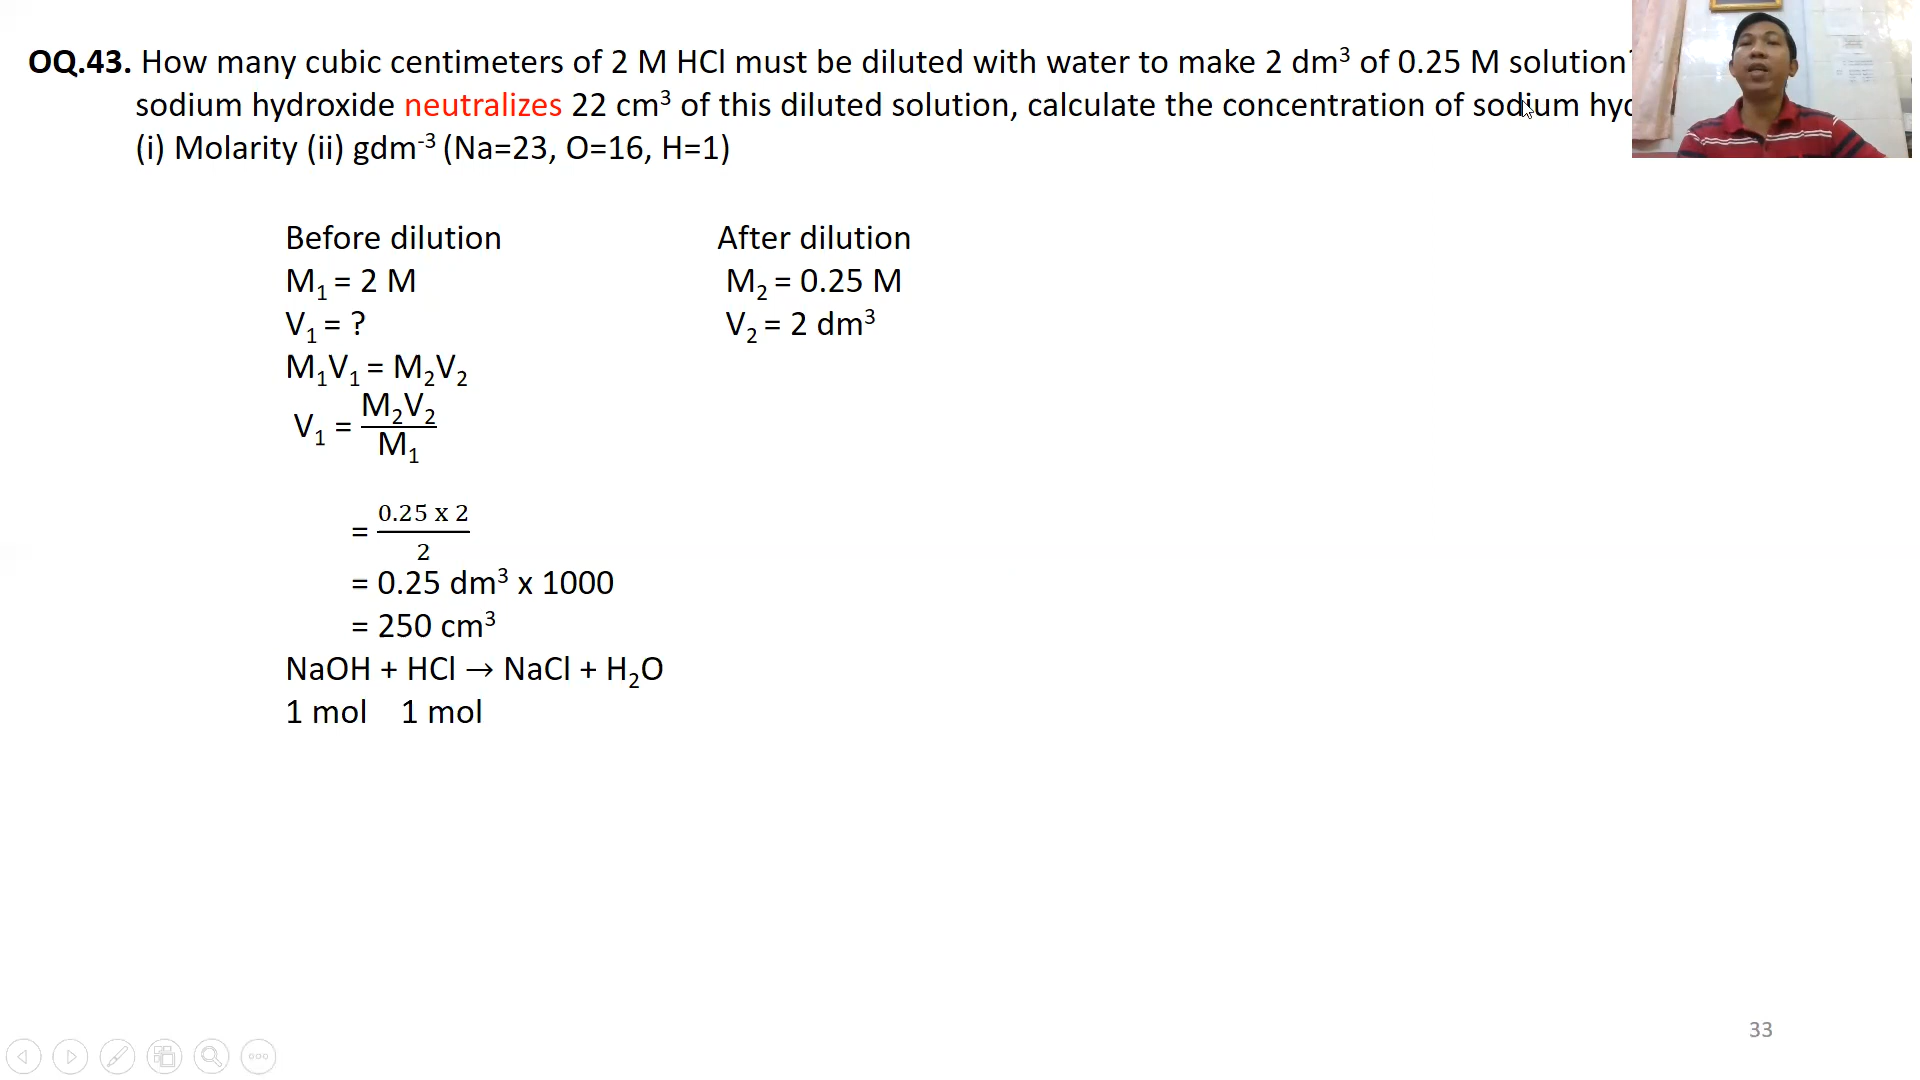 OQ.43. How many cubic centimeters of 2 M HCl must be diluted with water to make 2 dm³ of 0.25 M solution?
sodium hydroxide neutralizes 22 cm³ of this diluted solution, calculate the concentration of sodium
(i) Molarity (ii) gdm⁻³ (Na=23, O=16, H=1)
Before dilution After dilution
M₁ = 2 M M₂ = 0.25 M
V₁ = ? V₂ = 2 dm³
M₁V₁ = M₂V₂
V₁ = M₂V₂ / M₁
= 0.25 x 2 / 2
= 0.25 dm³ x 1000
= 250 cm³
NaOH + HCl → NaCl + H₂O
1 mol 1 mol
33